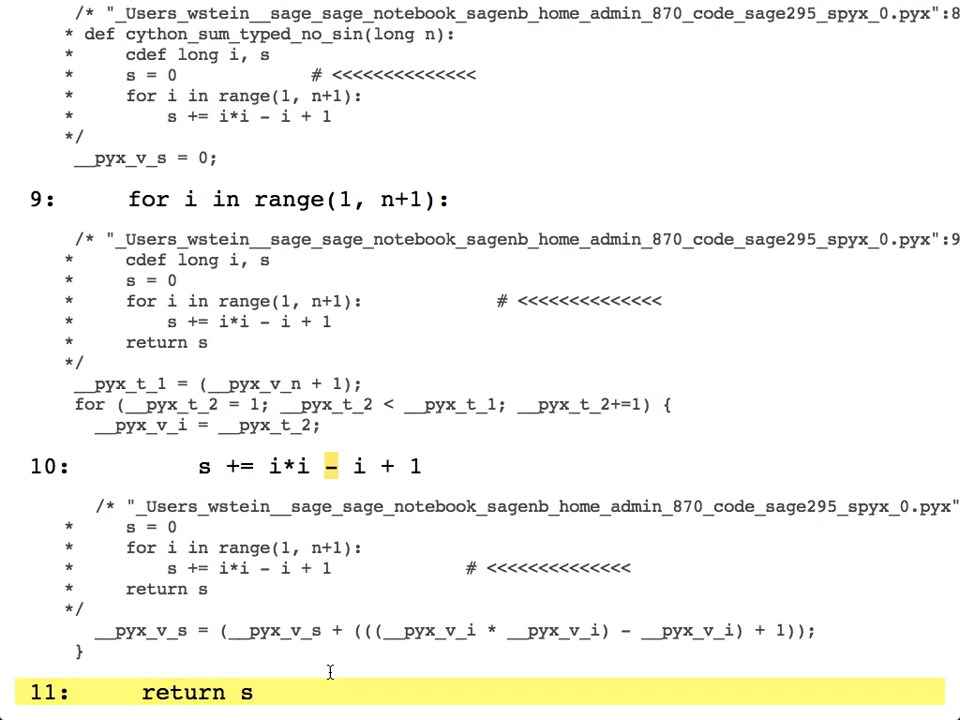 /* "_Users_wstein__sage_sage_notebook_sagenb_home_admin_870_code_sage295_spyx_0.pyx":8
* def cython_sum_typed_no_sin(long n):
* cdef long i, s
* s = 0 # <<<<<<<<<<<<<<
* for i in range(1, n+1):
* s += i*i - i + 1
*/
__pyx_v_s = 0;
9: for i in range(1, n+1):
/* "_Users_wstein__sage_sage_notebook_sagenb_home_admin_870_code_sage295_spyx_0.pyx":9
* cdef long i, s
* s = 0
* for i in range(1, n+1): # <<<<<<<<<<<<<<
* s += i*i - i + 1
* return s
*/
__pyx_t_1 = (__pyx_v_n + 1);
for (__pyx_t_2 = 1; __pyx_t_2 < __pyx_t_1; __pyx_t_2+=1) {
__pyx_v_i = __pyx_t_2;
10: s += i*i - i + 1
/* "_Users_wstein__sage_sage_notebook_sagenb_home_admin_870_code_sage295_spyx_0.pyx"
* s = 0
* for i in range(1, n+1):
* s += i*i - i + 1 # <<<<<<<<<<<<<<
* return s
*/
__pyx_v_s = (__pyx_v_s + (((__pyx_v_i * __pyx_v_i) - __pyx_v_i) + 1));
}
11: return s